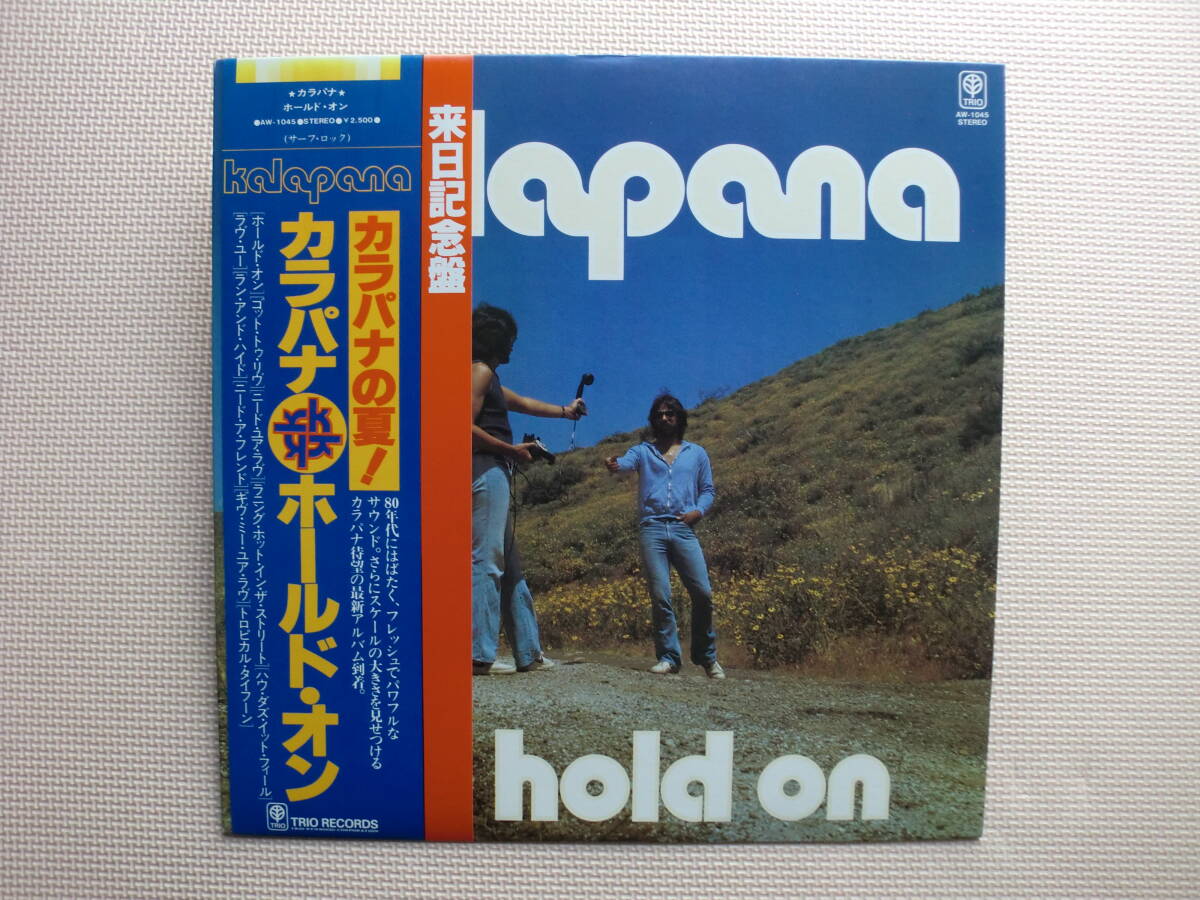 ★カラパナ★
ホールド・オン
●AW-1045●STEREO●¥2,500●
(サーフ・ロック)
kalapana
カラパナの夏!
80年代にはばたく、フレッシュでパワフルな
サウンド。さらにスケールの大きさを見せつける
カラパナ待望の最新アルバム到着。
カラパナ
ホールド・オン
[ホールド・オン][ゴット・トゥ・リヴ][ニード・ユア・ラヴ][ラニング・ホット・イン・ザ・ストリート][ハウ・ダズ・イット・フィール]
[ラヴ・ユー][ラン・アンド・ハイド][ニード・ア・フレンド][ギヴ・ミー・ユア・ラヴ][トロピカル・タイフーン]
TRIO
TRIO RECORDS
来日記念盤
lapana
TRIO
AW-1045
STEREO
hold on